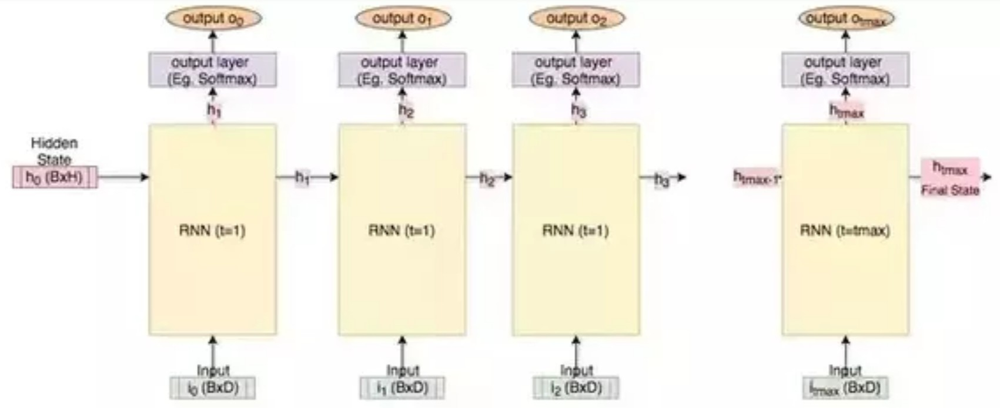 output o₀
output o₁
output o₂
output oₜₘₐₓ
output layer
(Eg. Softmax)
output layer
(Eg. Softmax)
output layer
(Eg. Softmax)
output layer
(Eg. Softmax)
h₁
h₂
h₃
hₜₘₐₓ
Hidden
State
h₀ (BxH)
h₁
h₂
h₃
hₜₘₐₓ₋₁
hₜₘₐₓ
Final State
RNN (t=1)
RNN (t=1)
RNN (t=1)
RNN (t=tmax)
Input
i₀ (BxD)
Input
i₁ (BxD)
Input
i₂ (BxD)
Input
iₜₘₐₓ (BxD)